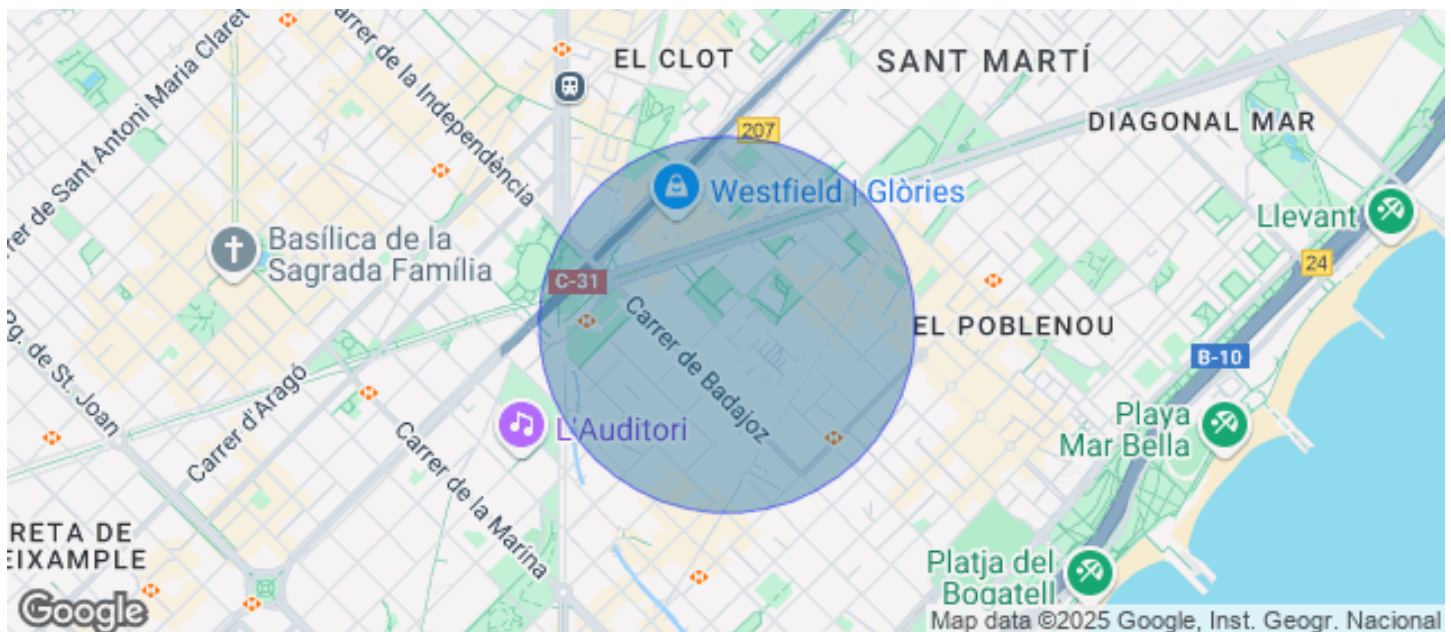 Carrer de Sant Antoni Maria Claret
Carrer de la Independència
EL CLOT
SANT MARTÍ
207
DIAGONAL MAR
Westfield | Glòries
Llevant
Basílica de la
Sagrada Família
24
C-31
EL POBLENOU
Pg. de St. Joan
Carrer d'Aragó
Carrer de Badajoz
B-10
L'Auditori
Playa
Mar Bella
Carrer de la Marina
RETA DE
EIXAMPLE
Platja del
Bogatell
Google
Map data ©2025 Google, Inst. Geogr. Nacional